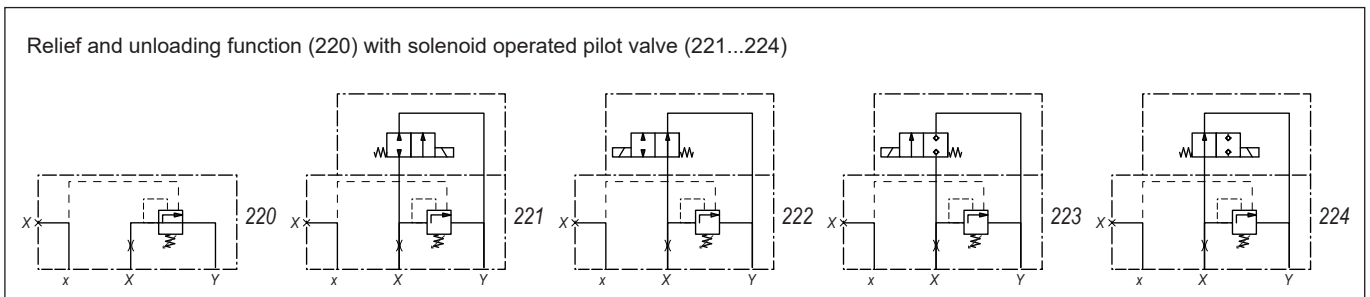 Relief and unloading function (220) with solenoid operated pilot valve (221...224)
X 220 X 221 X 222 X 223 X 224
x X Y x X Y x X Y x X Y x X Y